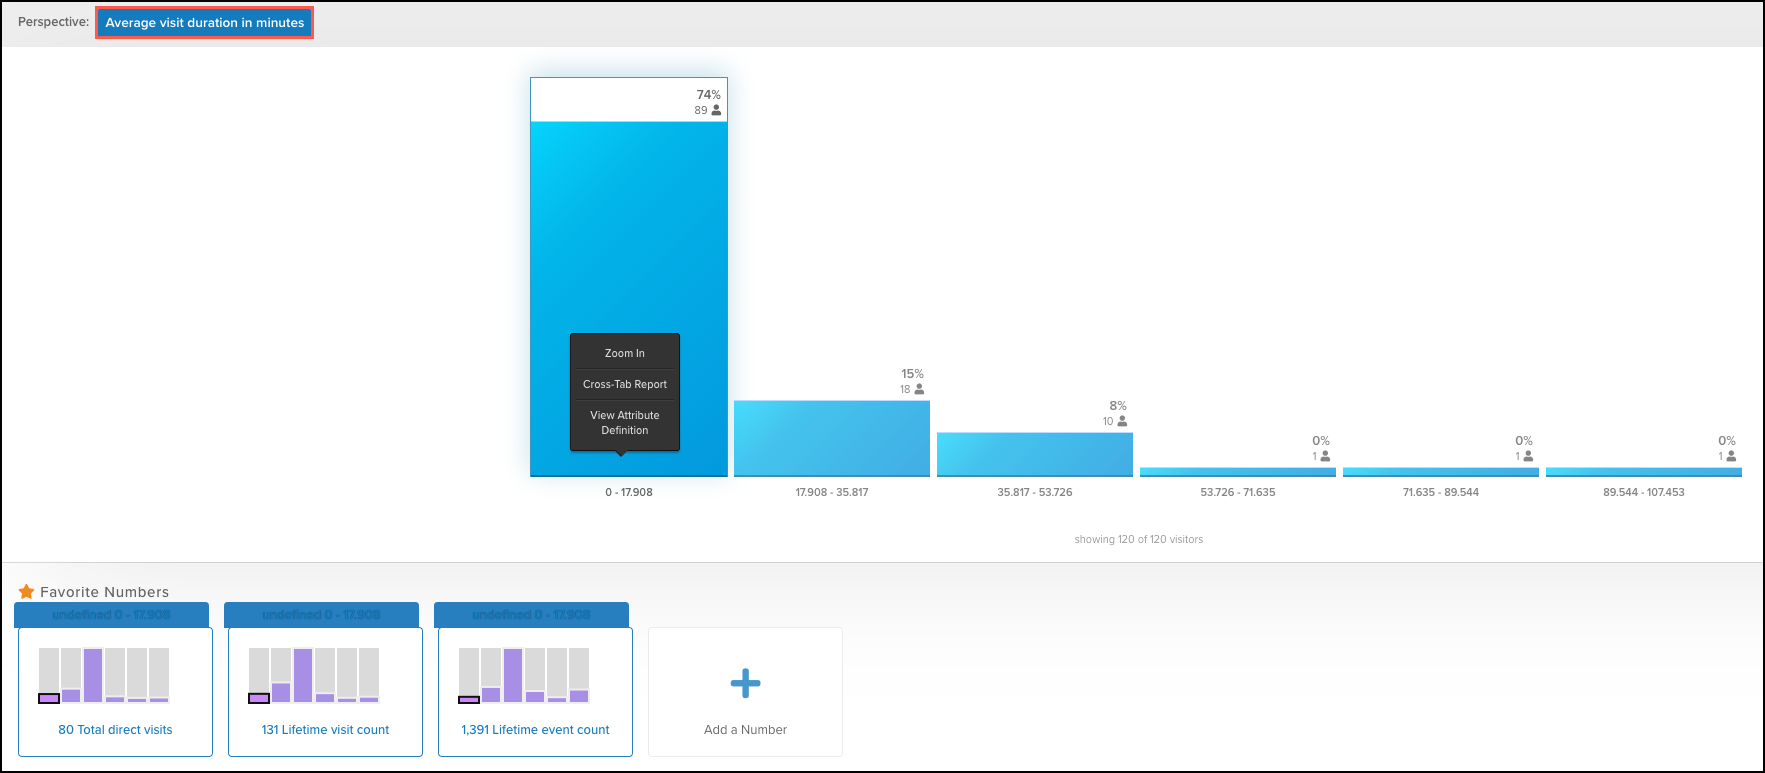 Perspective: Average visit duration in minutes
74%
89
Zoom In
Cross-Tab Report
View Attribute
Definition
15%
18
8%
10
0%
1
0%
1
0%
1
0 - 17.908
17.908 - 35.817
35.817 - 53.726
53.726 - 71.635
71.635 - 89.544
89.544 - 107.453
showing 120 of 120 visitors
Favorite Numbers
undefined 0 - 17.908
undefined 0 - 17.908
undefined 0 - 17.908
80 Total direct visits
131 Lifetime visit count
1,391 Lifetime event count
Add a Number